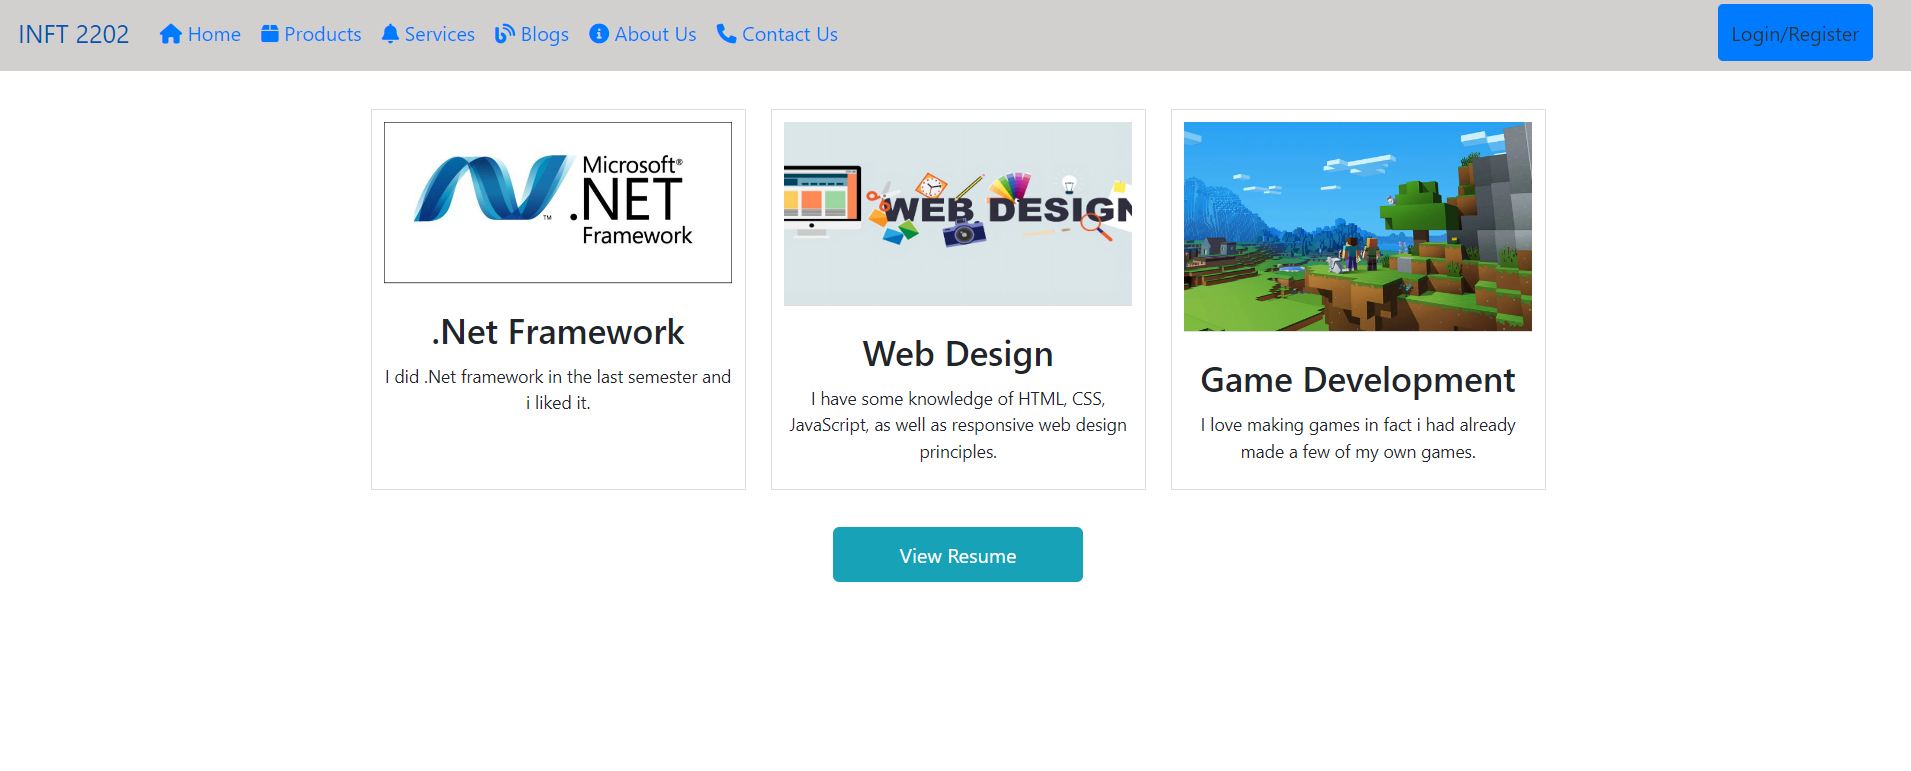 INFT 2202 Home Products Services Blogs About Us Contact Us Login/Register
Microsoft®
.NET
™
Framework
.Net Framework
I did .Net framework in the last semester and
i liked it.
WEB DESIGN
Web Design
I have some knowledge of HTML, CSS,
JavaScript, as well as responsive web design
principles.
Game Development
I love making games in fact i had already
made a few of my own games.
View Resume